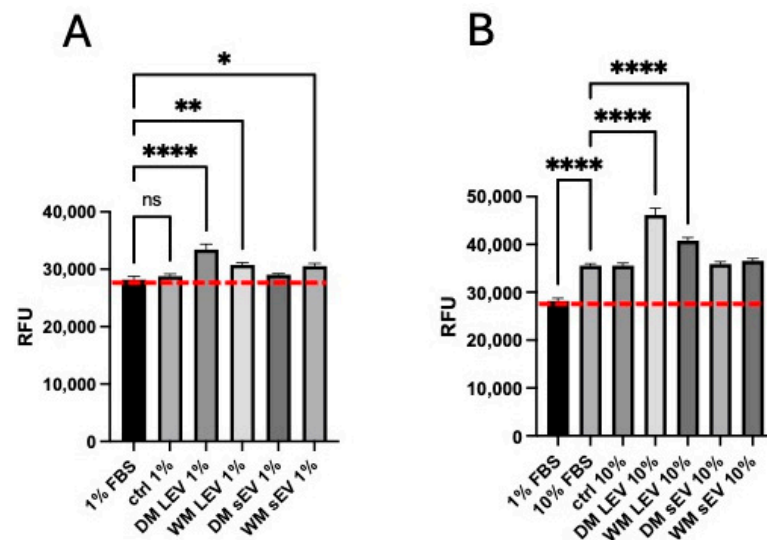 A
*
**
****
ns
40,000
30,000
20,000
10,000
0
RFU
1% FBS
ctrl 1%
DM LEV 1%
WM LEV 1%
DM sEV 1%
WM sEV 1%
B
****
****
****
50,000
40,000
30,000
20,000
10,000
0
RFU
1% FBS
10% FBS
ctrl 10%
DM LEV 10%
WM LEV 10%
DM sEV 10%
WM sEV 10%